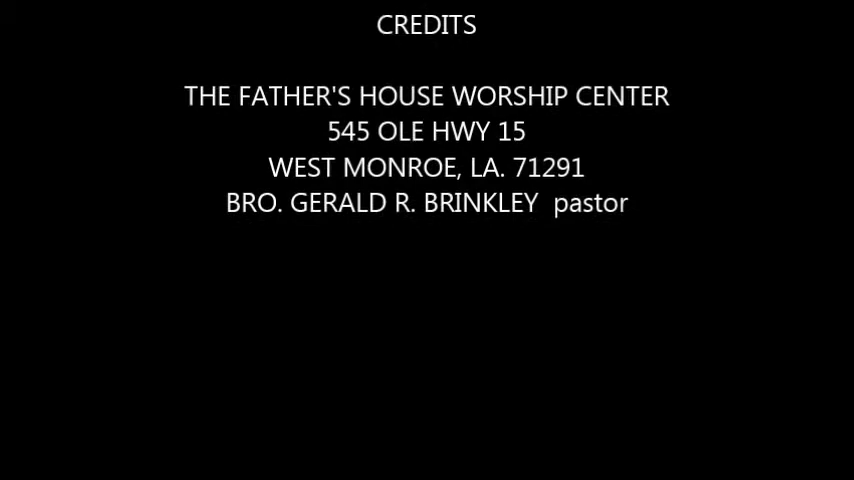 CREDITS
THE FATHER'S HOUSE WORSHIP CENTER
545 OLE HWY 15
WEST MONROE, LA. 71291
BRO. GERALD R. BRINKLEY  pastor